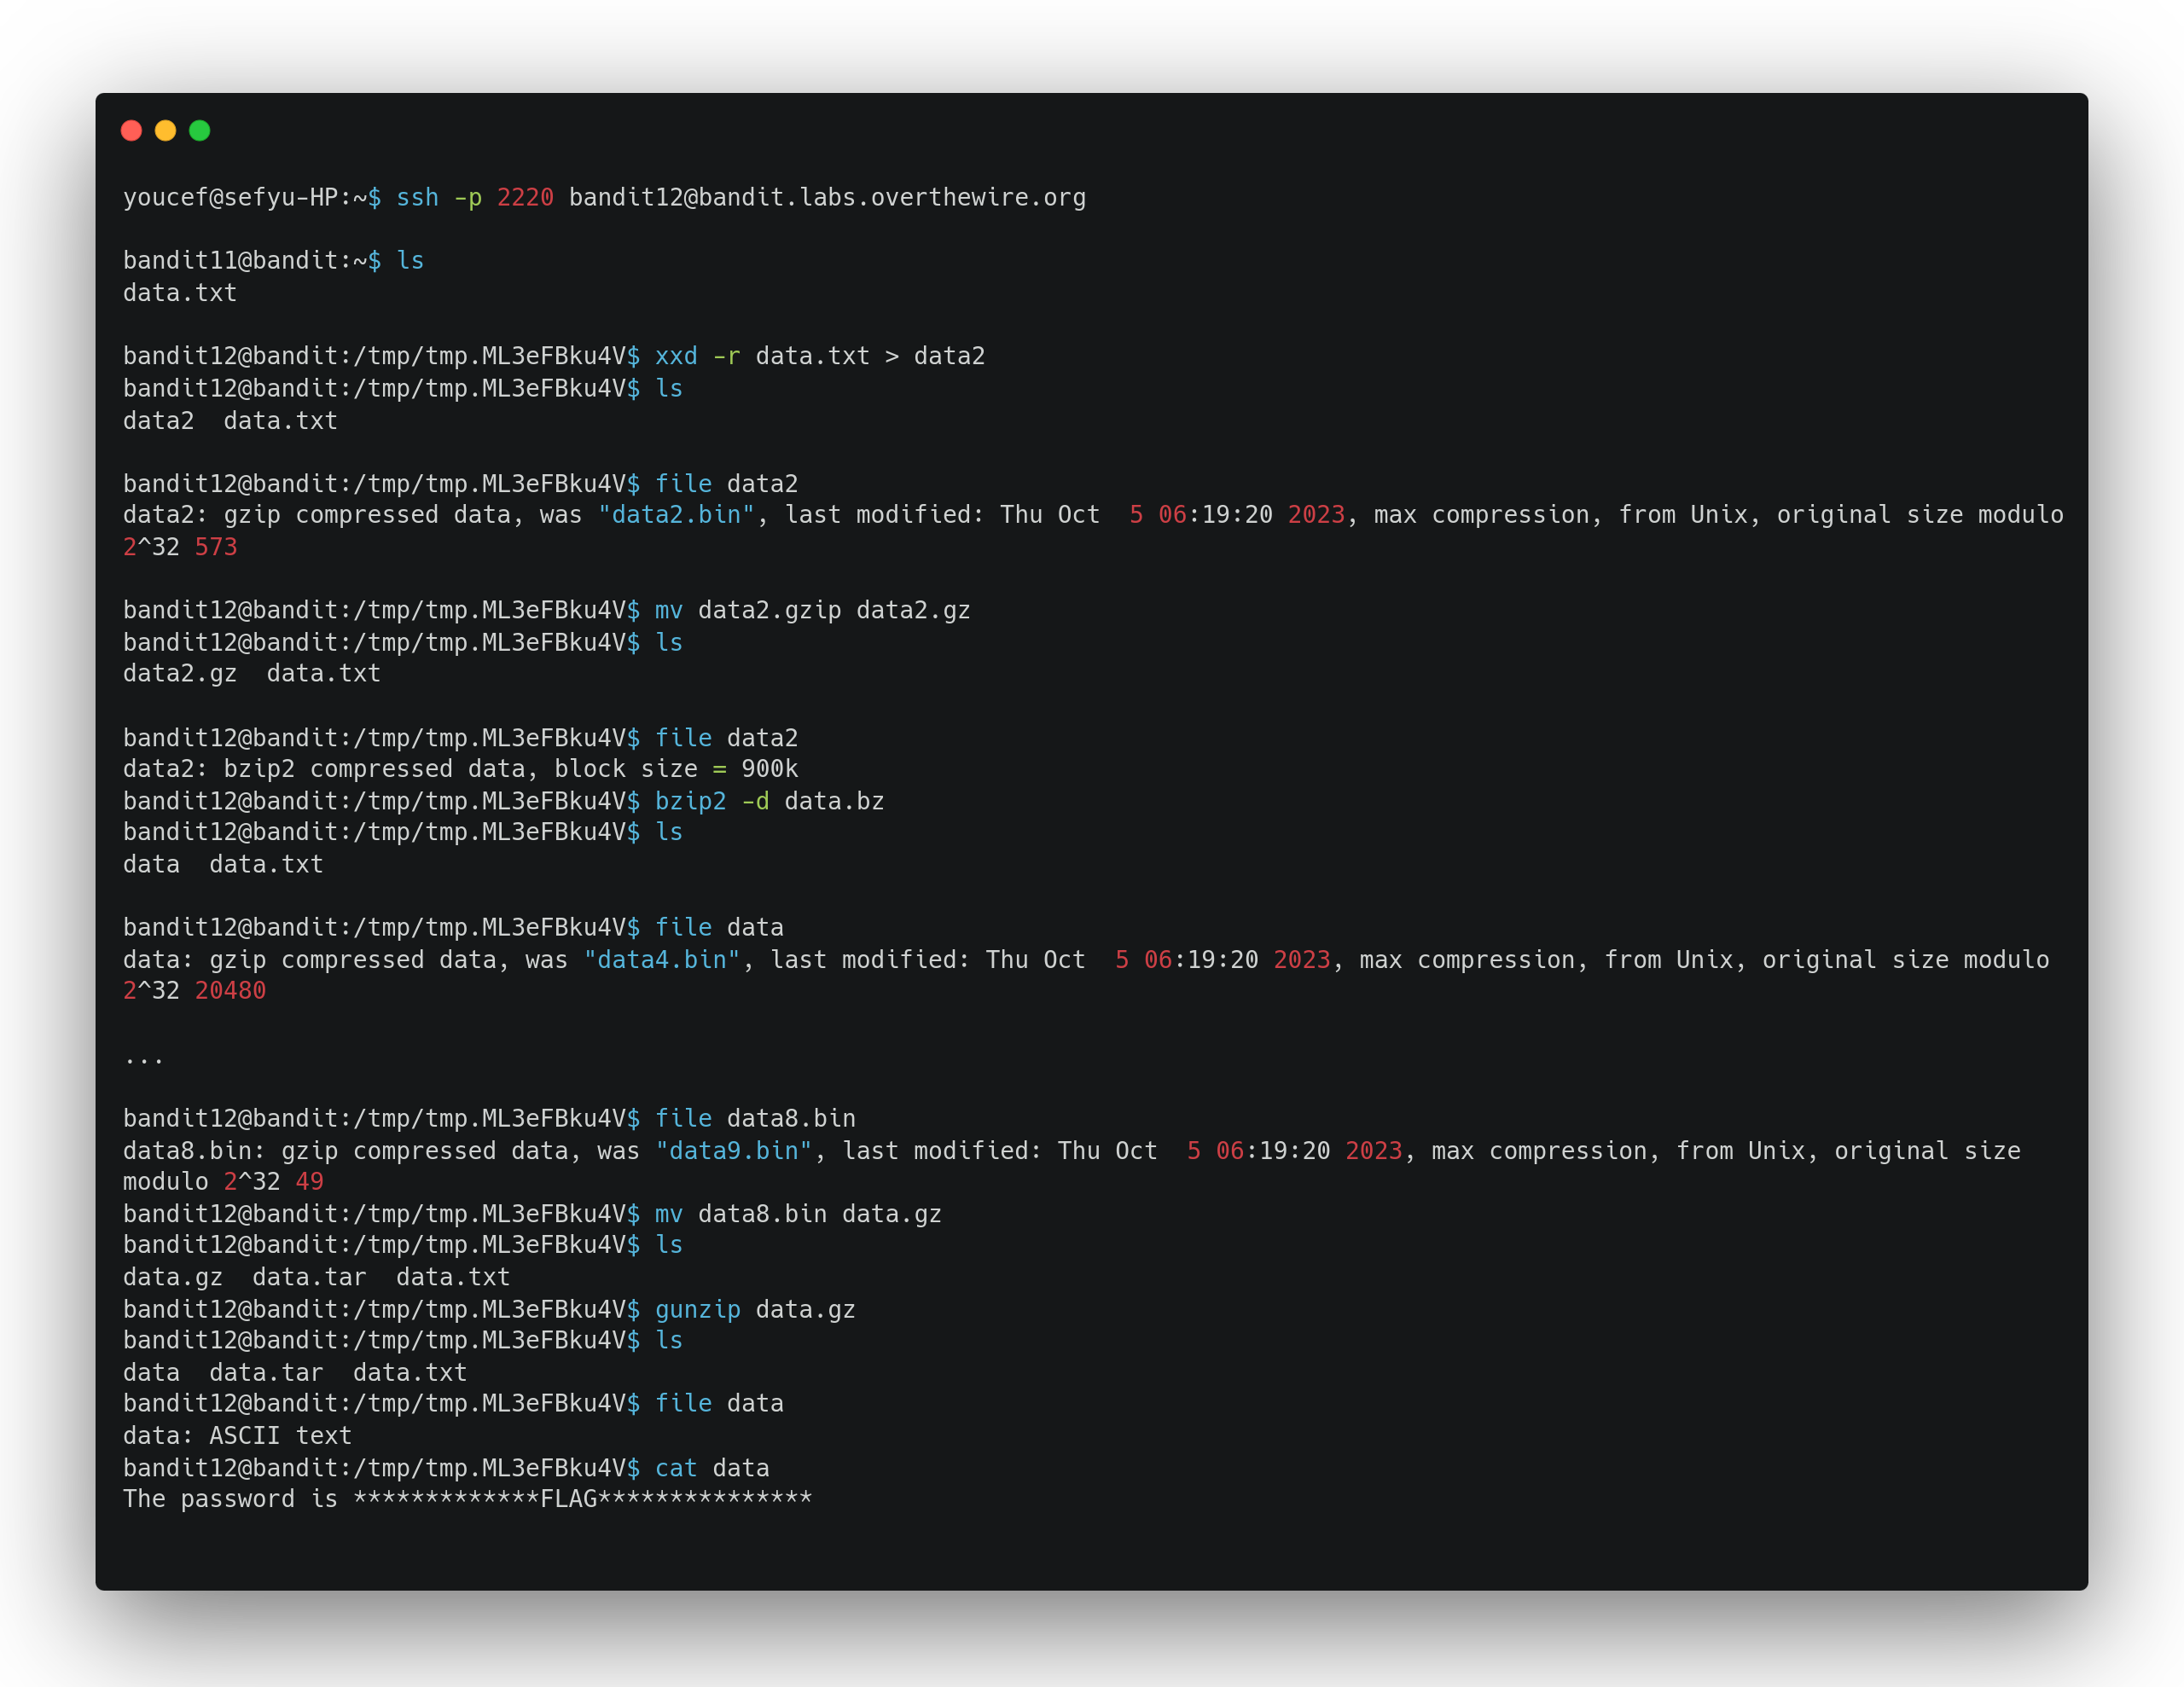 youcef@sefyu-HP:~$ ssh -p 2220 bandit12@bandit.labs.overthewire.org
bandit11@bandit:~$ ls
data.txt
bandit12@bandit:/tmp/tmp.ML3eFBku4V$ xxd -r data.txt > data2
bandit12@bandit:/tmp/tmp.ML3eFBku4V$ ls
data2  data.txt
bandit12@bandit:/tmp/tmp.ML3eFBku4V$ file data2
data2: gzip compressed data, was "data2.bin", last modified: Thu Oct  5 06:19:20 2023, max compression, from Unix, original size modulo
2^32 573
bandit12@bandit:/tmp/tmp.ML3eFBku4V$ mv data2.gzip data2.gz
bandit12@bandit:/tmp/tmp.ML3eFBku4V$ ls
data2.gz  data.txt
bandit12@bandit:/tmp/tmp.ML3eFBku4V$ file data2
data2: bzip2 compressed data, block size = 900k
bandit12@bandit:/tmp/tmp.ML3eFBku4V$ bzip2 -d data.bz
bandit12@bandit:/tmp/tmp.ML3eFBku4V$ ls
data  data.txt
bandit12@bandit:/tmp/tmp.ML3eFBku4V$ file data
data: gzip compressed data, was "data4.bin", last modified: Thu Oct  5 06:19:20 2023, max compression, from Unix, original size modulo
2^32 20480
...
bandit12@bandit:/tmp/tmp.ML3eFBku4V$ file data8.bin
data8.bin: gzip compressed data, was "data9.bin", last modified: Thu Oct  5 06:19:20 2023, max compression, from Unix, original size
modulo 2^32 49
bandit12@bandit:/tmp/tmp.ML3eFBku4V$ mv data8.bin data.gz
bandit12@bandit:/tmp/tmp.ML3eFBku4V$ ls
data.gz  data.tar  data.txt
bandit12@bandit:/tmp/tmp.ML3eFBku4V$ gunzip data.gz
bandit12@bandit:/tmp/tmp.ML3eFBku4V$ ls
data  data.tar  data.txt
bandit12@bandit:/tmp/tmp.ML3eFBku4V$ file data
data: ASCII text
bandit12@bandit:/tmp/tmp.ML3eFBku4V$ cat data
The password is *************FLAG***************